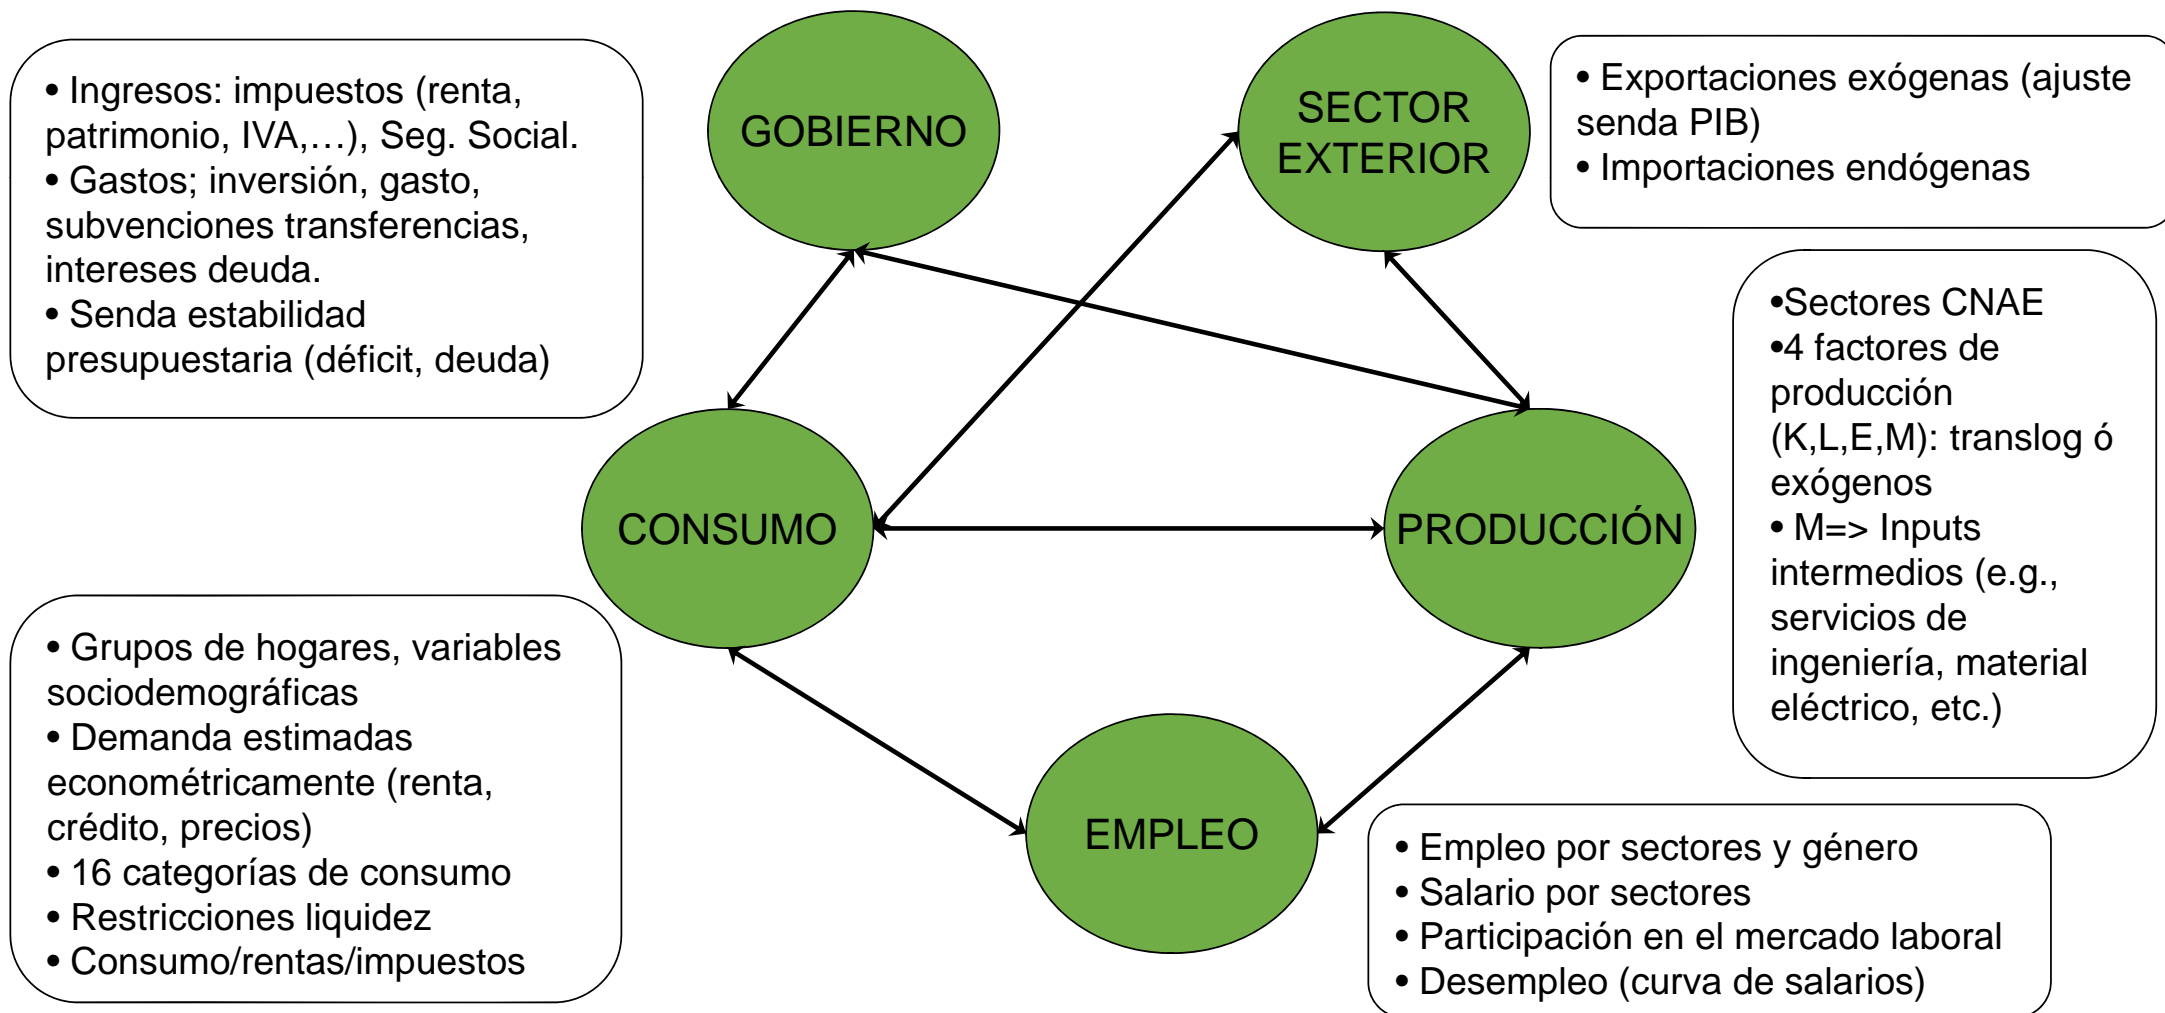 • Ingresos: impuestos (renta,
patrimonio, IVA,…), Seg. Social.
• Gastos; inversión, gasto,
subvenciones transferencias,
intereses deuda.
• Senda estabilidad
presupuestaria (déficit, deuda)
GOBIERNO
SECTOR
EXTERIOR
• Exportaciones exógenas (ajuste
senda PIB)
• Importaciones endógenas
•Sectores CNAE
•4 factores de
producción
(K,L,E,M): translog ó
exógenos
• M=> Inputs
intermedios (e.g.,
servicios de
ingeniería, material
eléctrico, etc.)
CONSUMO
PRODUCCIÓN
• Grupos de hogares, variables
sociodemográficas
• Demanda estimadas
econométricamente (renta,
crédito, precios)
• 16 categorías de consumo
• Restricciones liquidez
• Consumo/rentas/impuestos
EMPLEO
• Empleo por sectores y género
• Salario por sectores
• Participación en el mercado laboral
• Desempleo (curva de salarios)